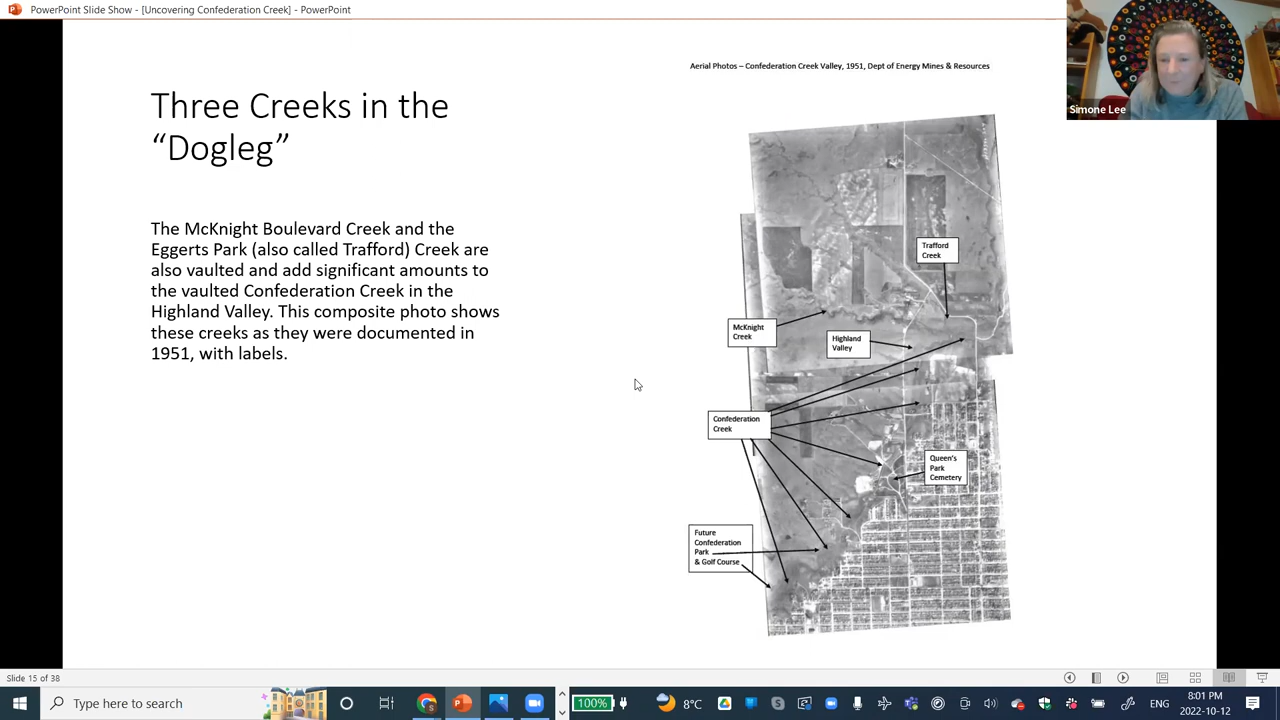 PowerPoint Slide Show - [Uncovering Confederation Creek] - PowerPoint
Simone Lee
Aerial Photos – Confederation Creek Valley, 1951, Dept of Energy Mines & Resources
Three Creeks in the
“Dogleg”
The McKnight Boulevard Creek and the
Eggerts Park (also called Trafford) Creek are
also vaulted and add significant amounts to
the vaulted Confederation Creek in the
Highland Valley. This composite photo shows
these creeks as they were documented in
1951, with labels.
Trafford
Creek
McKnight
Creek
Highland
Valley
Confederation
Creek
Queen’s
Park
Cemetery
Future
Confederation
Park
& Golf Course
Slide 15 of 38
Type here to search
100%
8°C
8:01 PM
2022-10-12